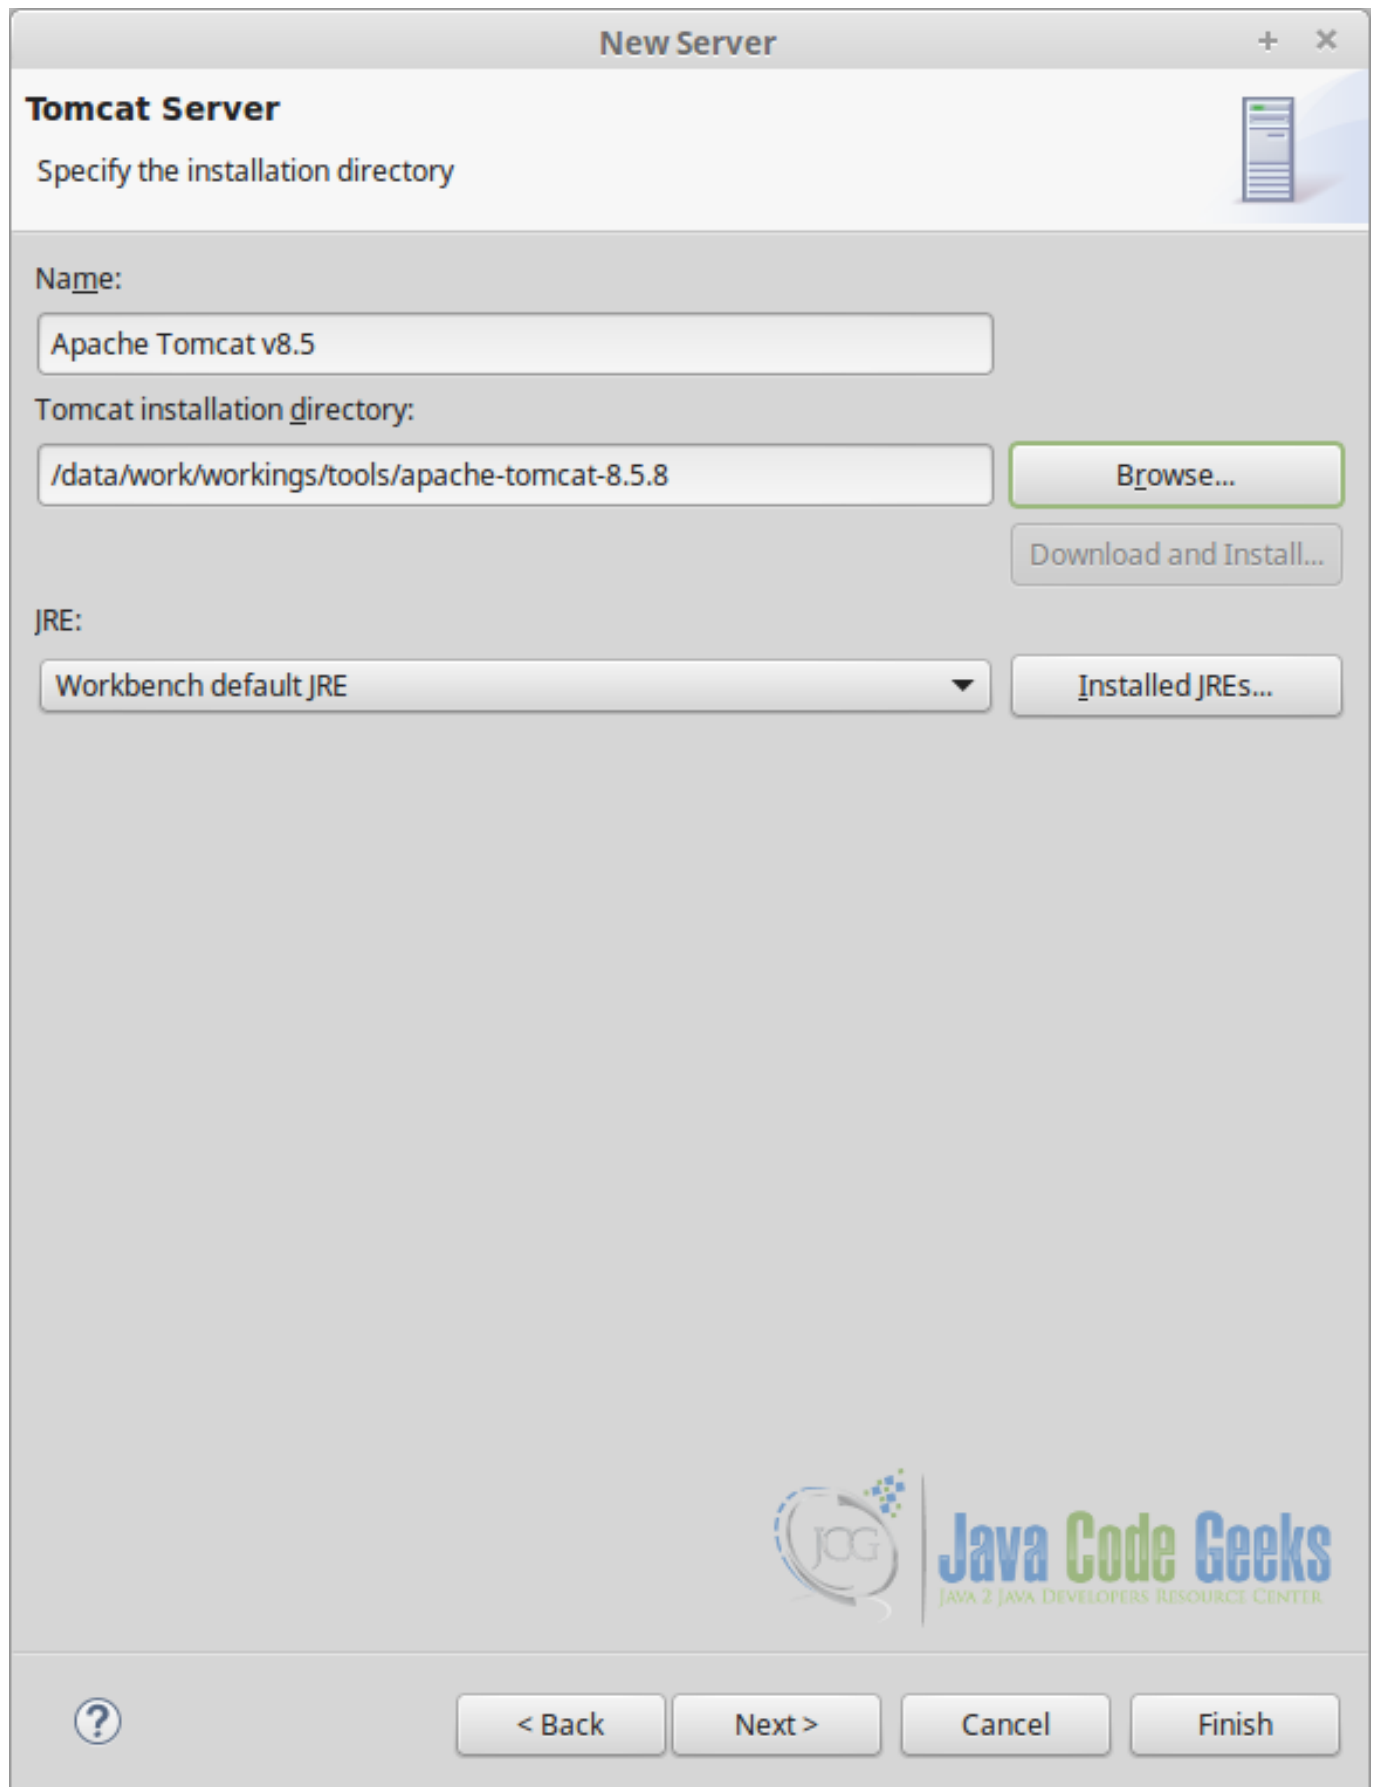 New Server
Tomcat Server
Specify the installation directory
Name:
Apache Tomcat v8.5
Tomcat installation directory:
/data/work/workings/tools/apache-tomcat-8.5.8
Browse...
Download and Install...
JRE:
Workbench default JRE
Installed JREs...
JCG
Java Code Geeks
JAVA 2 JAVA DEVELOPERS RESOURCE CENTER
?
< Back
Next >
Cancel
Finish